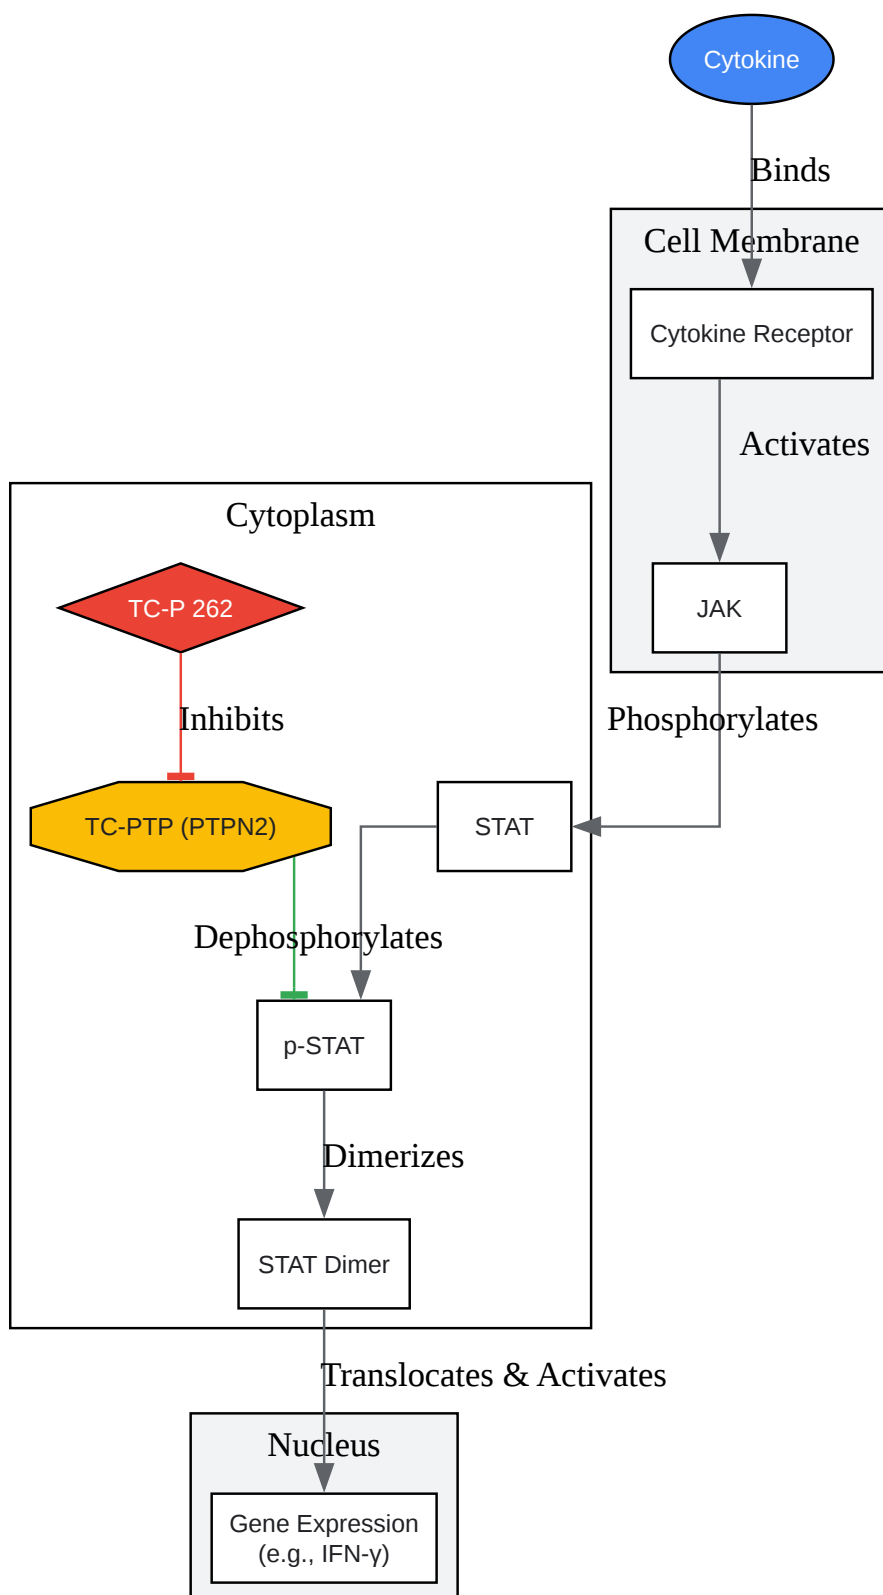 Cytokine
Binds
Cell Membrane
Cytokine Receptor
Activates
Cytoplasm
TC-P 262
JAK
Inhibits
Phosphorylates
TC-PTP (PTPN2)
STAT
Dephosphorylates
p-STAT
Dimerizes
STAT Dimer
Translocates & Activates
Nucleus
Gene Expression
(e.g., IFN-γ)